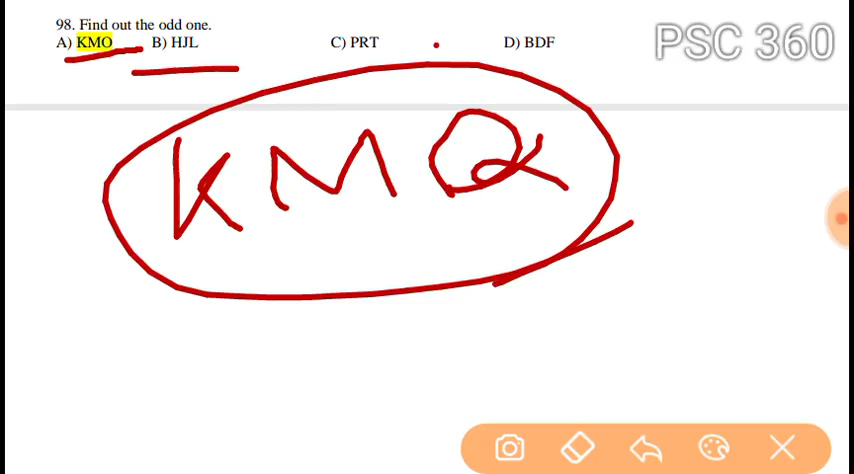 98. Find out the odd one.
A) KMO B) HJL C) PRT D) BDF
PSC 360
KMQ